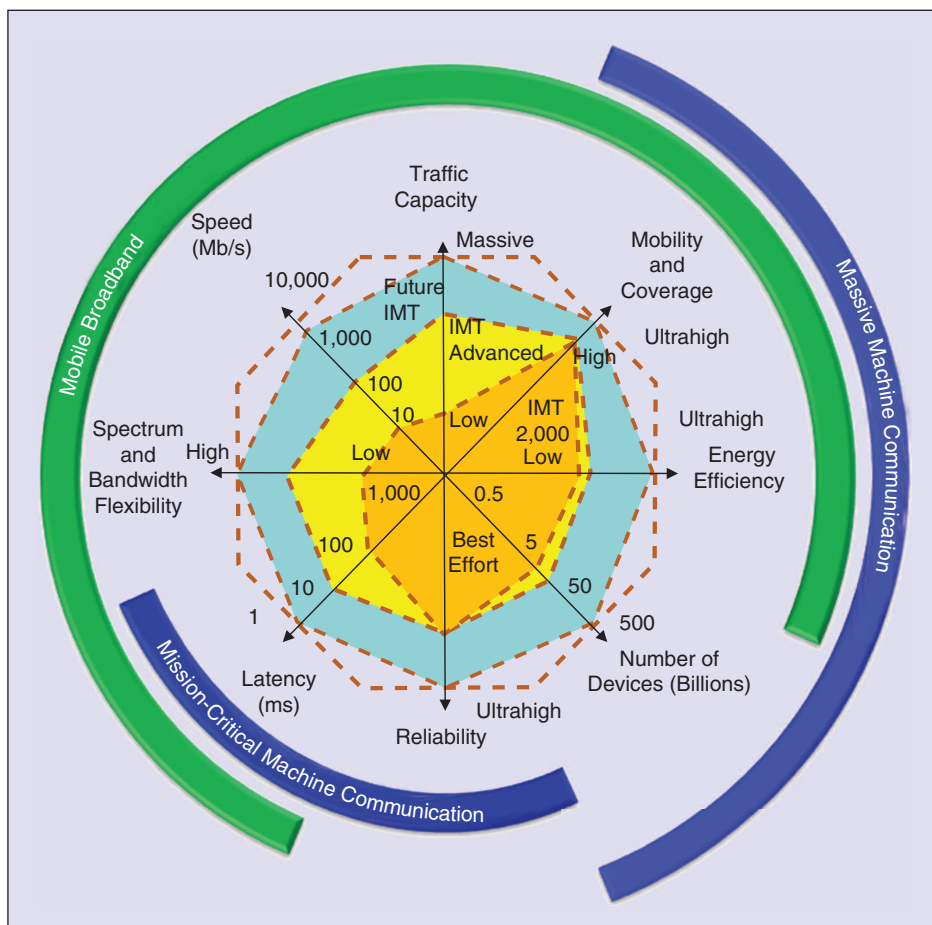 Traffic
Capacity
Speed
(Mb/s)
Massive
Mobility
and
Coverage
10,000
Future
IMT
1,000
IMT
Advanced
High
Ultrahigh
100
10
Low
IMT
2,000
Low
Ultrahigh
Energy
Efficiency
Spectrum
and
Bandwidth
Flexibility
High
Low
1,000
0.5
100
Best
Effort
5
10
50
1
500
Latency
(ms)
Ultrahigh
Reliability
Number of
Devices (Billions)
Mobile Broadband
Massive Machine Communication
Mission-Critical Machine Communication